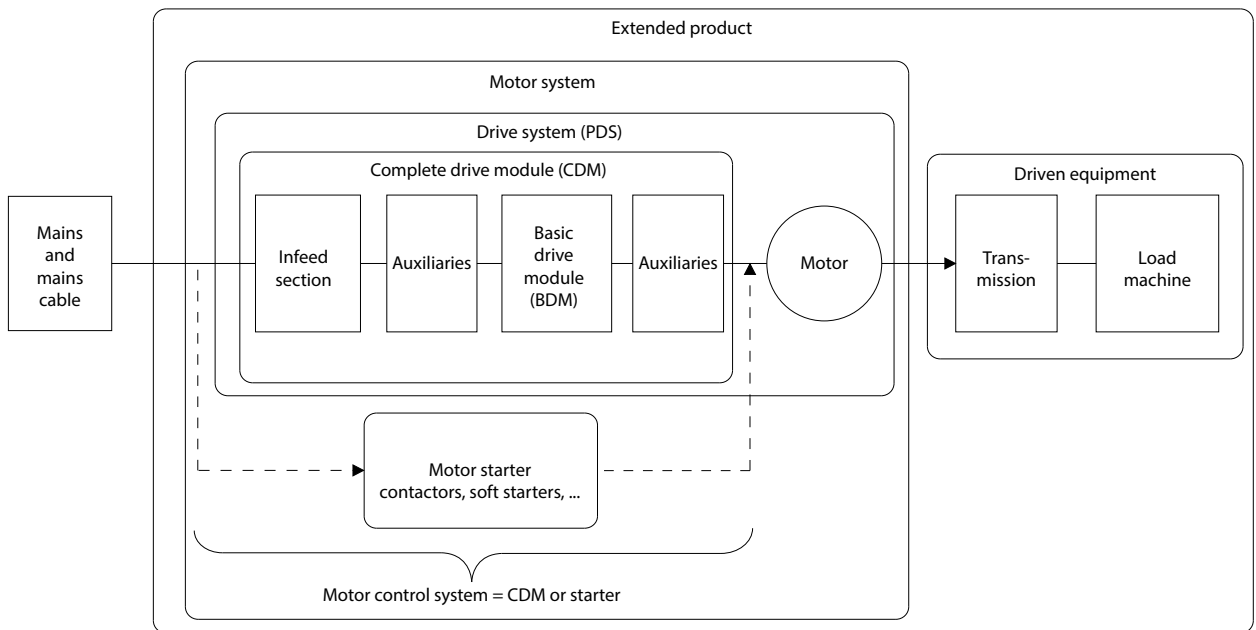 Extended product
Motor system
Drive system (PDS)
Complete drive module (CDM)
Driven equipment
Mains
and
mains
cable
Infeed
section
Auxiliaries
Basic
drive
module
(BDM)
Auxiliaries
Motor
Trans-
mission
Load
machine
Motor starter
contactors, soft starters, ...
Motor control system = CDM or starter